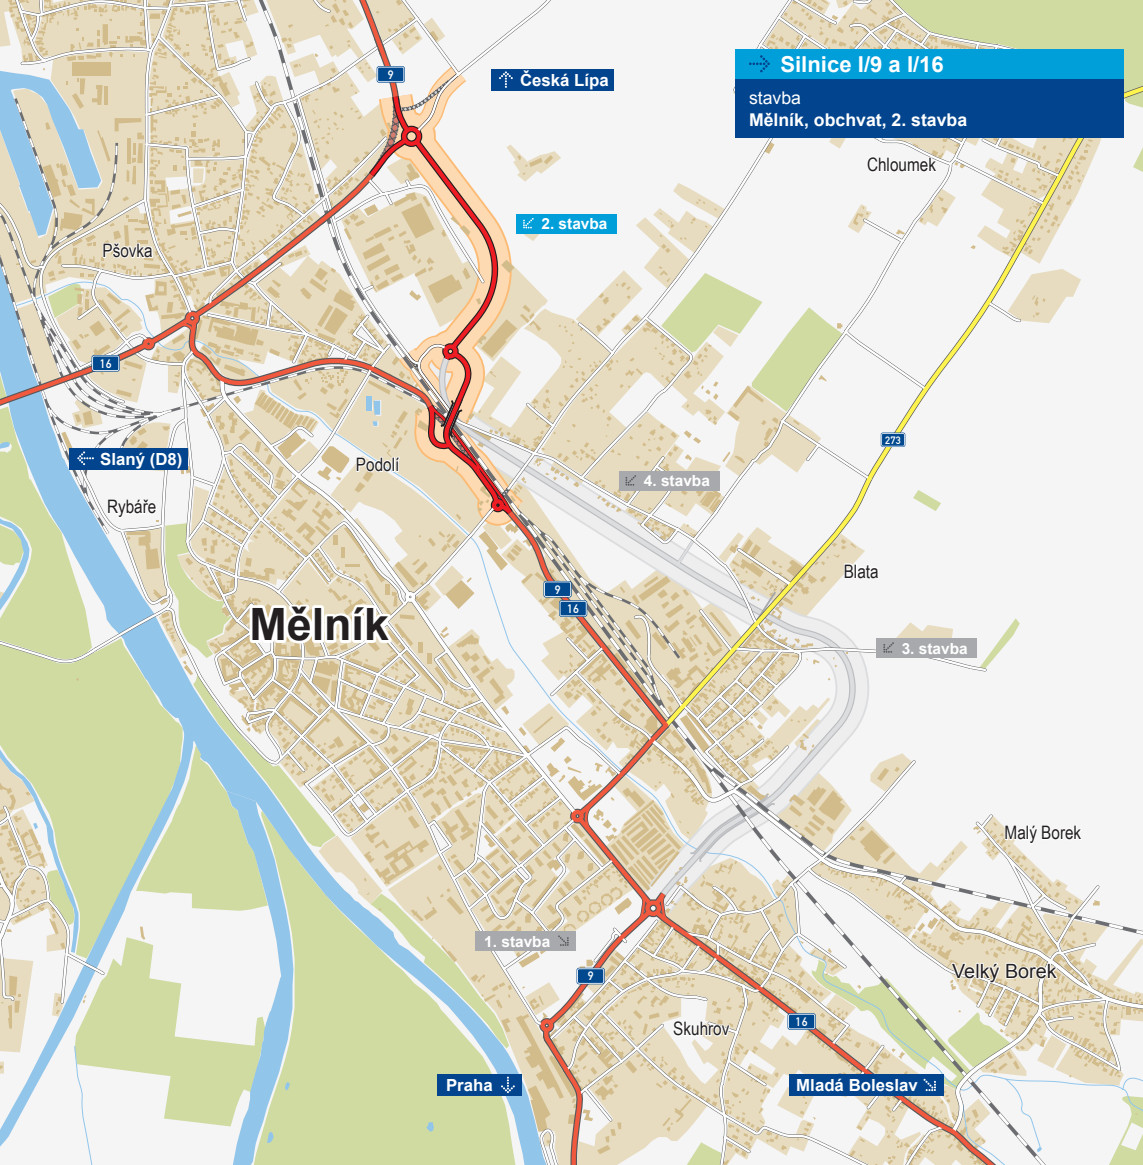 9
Česká Lípa
Silnice I/9 a I/16
stavba
Mělník, obchvat, 2. stavba
Chloumek
2. stavba
Pšovka
16
273
Slaný (D8)
Podolí
4. stavba
Rybáře
Blata
9
16
Mělník
3. stavba
Malý Borek
1. stavba
Velký Borek
9
16
Skuhrov
Praha
Mladá Boleslav